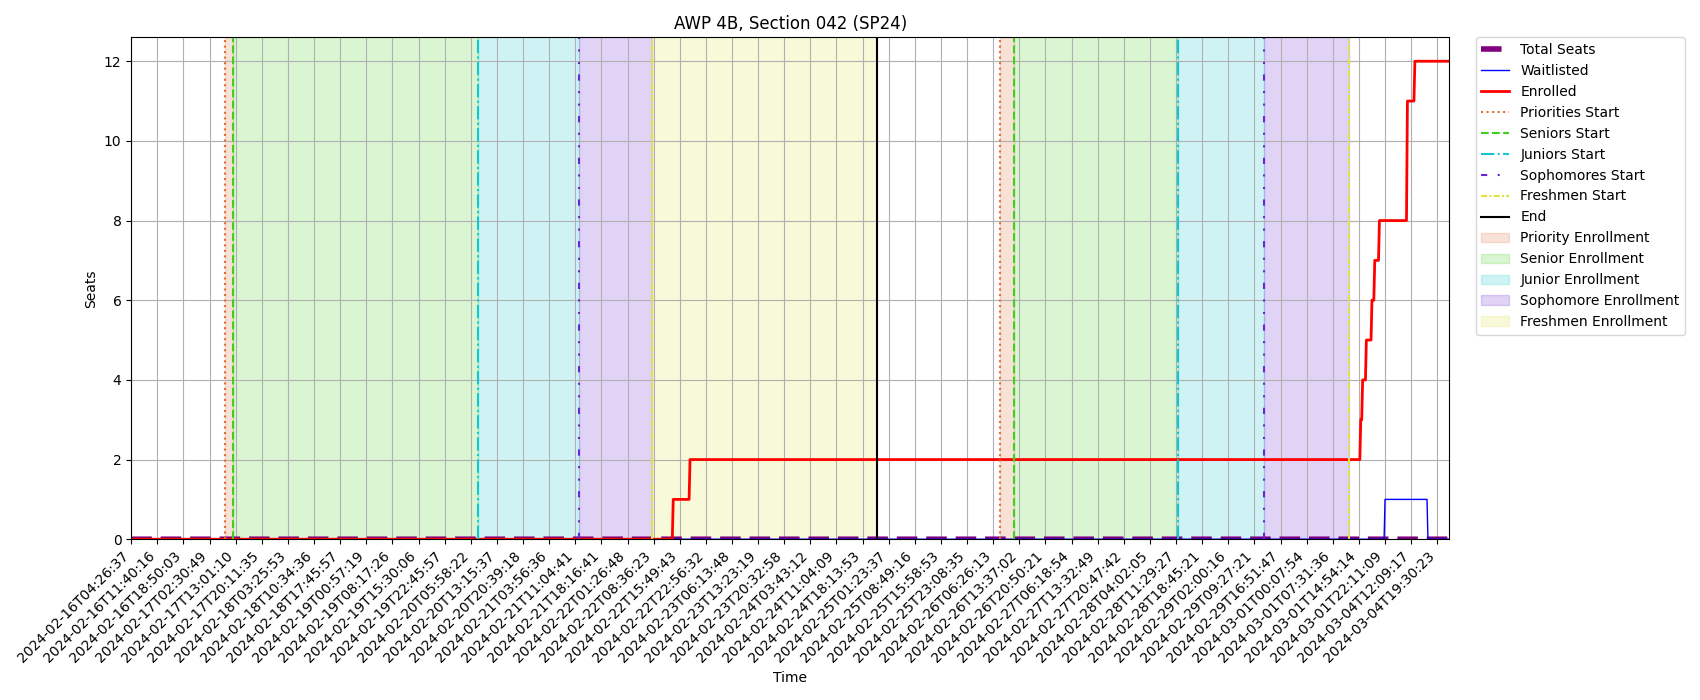 AWP 4B, Section 042 (SP24)
Seats
12
10
8
6
4
2
0
2024-02-16T04:26:37
2024-02-16T11:40:16
2024-02-16T18:50:03
2024-02-17T02:30:49
2024-02-17T13:01:10
2024-02-17T20:11:35
2024-02-18T03:25:53
2024-02-18T10:34:36
2024-02-18T17:45:57
2024-02-19T00:57:19
2024-02-19T08:17:26
2024-02-19T15:30:06
2024-02-19T22:45:57
2024-02-20T05:58:22
2024-02-20T13:15:37
2024-02-20T20:39:18
2024-02-21T03:56:36
2024-02-21T11:04:41
2024-02-21T18:16:41
2024-02-22T01:26:48
2024-02-22T08:36:23
2024-02-22T15:49:43
2024-02-22T22:56:32
2024-02-23T06:13:48
2024-02-23T13:23:19
2024-02-23T20:32:58
2024-02-24T03:43:12
2024-02-24T11:04:09
2024-02-24T18:13:53
2024-02-25T01:23:37
2024-02-25T08:49:16
2024-02-25T15:58:53
2024-02-25T23:08:35
2024-02-26T06:26:13
2024-02-26T13:37:02
2024-02-26T20:50:21
2024-02-27T06:18:54
2024-02-27T13:32:49
2024-02-27T20:47:42
2024-02-28T04:02:05
2024-02-28T11:29:27
2024-02-28T18:45:21
2024-02-29T02:00:16
2024-02-29T09:27:21
2024-02-29T16:51:47
2024-03-01T00:07:54
2024-03-01T07:31:36
2024-03-01T14:54:14
2024-03-01T22:11:09
2024-03-04T12:09:17
2024-03-04T19:30:23
Time
Total Seats
Waitlisted
Enrolled
Priorities Start
Seniors Start
Juniors Start
Sophomores Start
Freshmen Start
End
Priority Enrollment
Senior Enrollment
Junior Enrollment
Sophomore Enrollment
Freshmen Enrollment